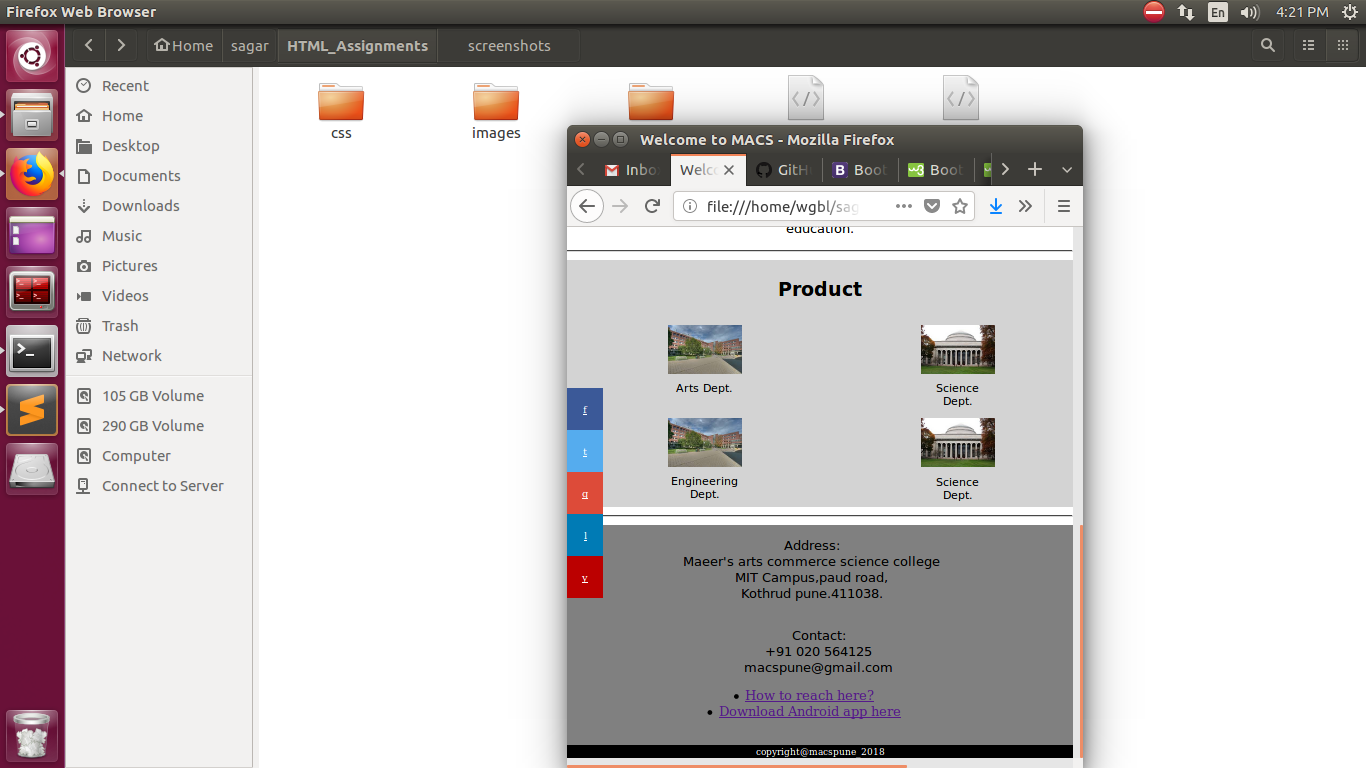 Firefox Web Browser
En
4:21 PM
Home
sagar
HTML_Assignments
screenshots
Recent
Home
Desktop
Documents
Downloads
Music
Pictures
Videos
Trash
Network
105 GB Volume
290 GB Volume
Computer
Connect to Server
css
images
Welcome to MACS - Mozilla Firefox
Inbo
Welc
GitH
B Boot
Boot
file:///home/wgbl/sag
education.
Product
Arts Dept.
Science
Dept.
Engineering
Dept.
Science
Dept.
f
t
g
l
y
Address:
Maeer's arts commerce science college
MIT Campus,paud road,
Kothrud pune.411038.
Contact:
+91 020 564125
macspune@gmail.com
How to reach here?
Download Android app here
copyright@macspune_2018